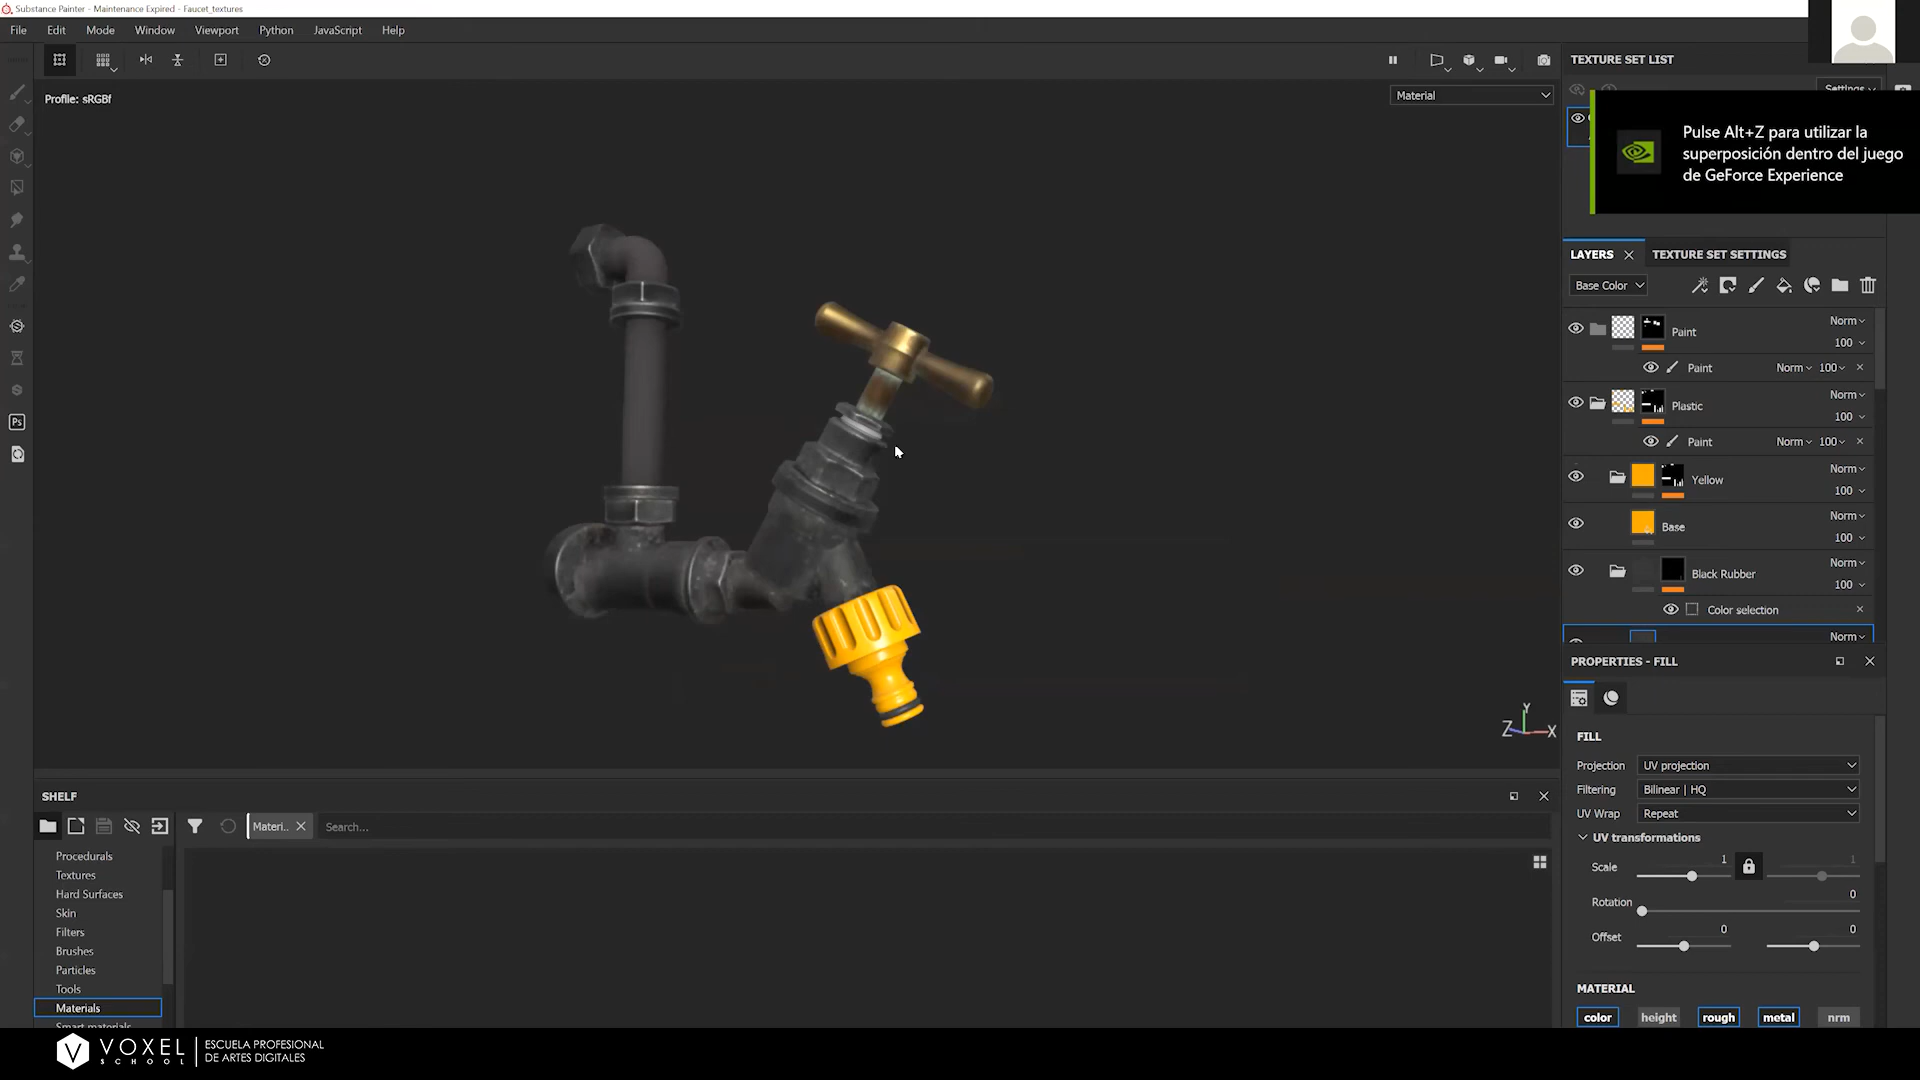 Substance Painter - Maintenance Expired - Faucet_textures
File Edit Mode Window Viewport Python JavaScript Help
Profile: sRGBf
Material
TEXTURE SET LIST
Settings
Pulse Alt+Z para utilizar la
superposición dentro del juego
de GeForce Experience
LAYERS TEXTURE SET SETTINGS
Base Color
Paint Norm
100
Paint Norm 100
Plastic Norm
100
Paint Norm 100
Yellow Norm
100
Base Norm
100
Black Rubber Norm
100
Color selection
Norm
PROPERTIES - FILL
FILL
Projection UV projection
Filtering Bilinear | HQ
UV Wrap Repeat
UV transformations
Scale 1 1
Rotation 0
Offset 0 0
MATERIAL
color height rough metal nrm
Y
Z X
Ps
SHELF
Materi.. Search...
Procedurals
Textures
Hard Surfaces
Skin
Filters
Brushes
Particles
Tools
Materials
Smart materials
VOXEL
SCHOOL
ESCUELA PROFESIONAL
DE ARTES DIGITALES